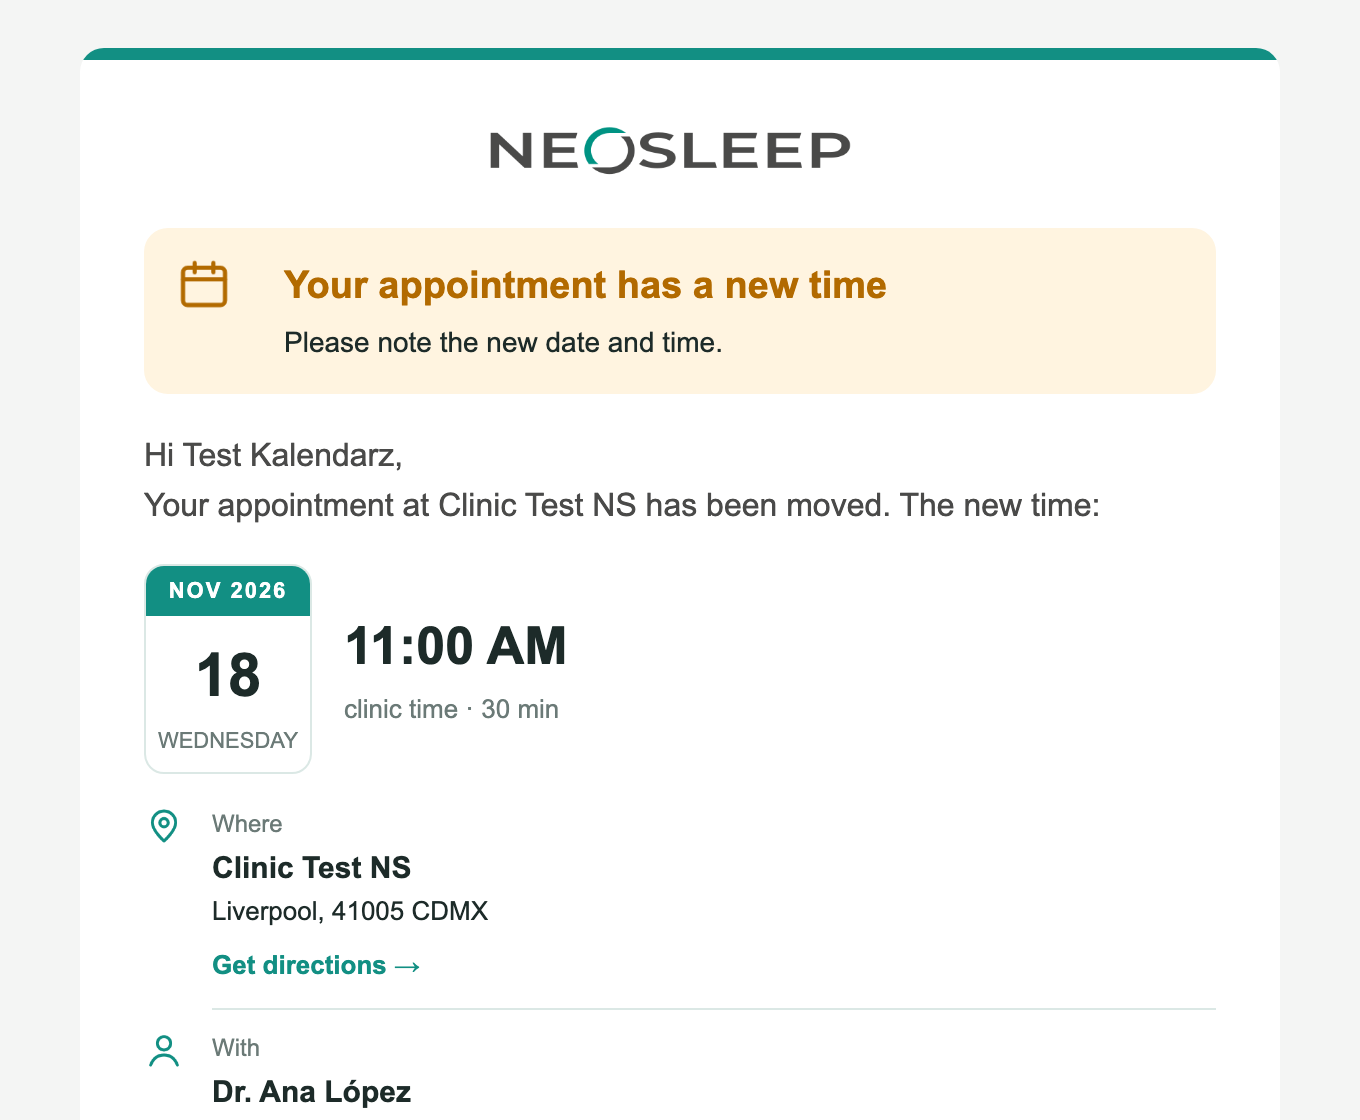 NEOSLEEP
Your appointment has a new time
Please note the new date and time.
Hi Test Kalendarz,
Your appointment at Clinic Test NS has been moved. The new time:
NOV 2026
18
WEDNESDAY
11:00 AM
clinic time · 30 min
Where
Clinic Test NS
Liverpool, 41005 CDMX
Get directions →
With
Dr. Ana López